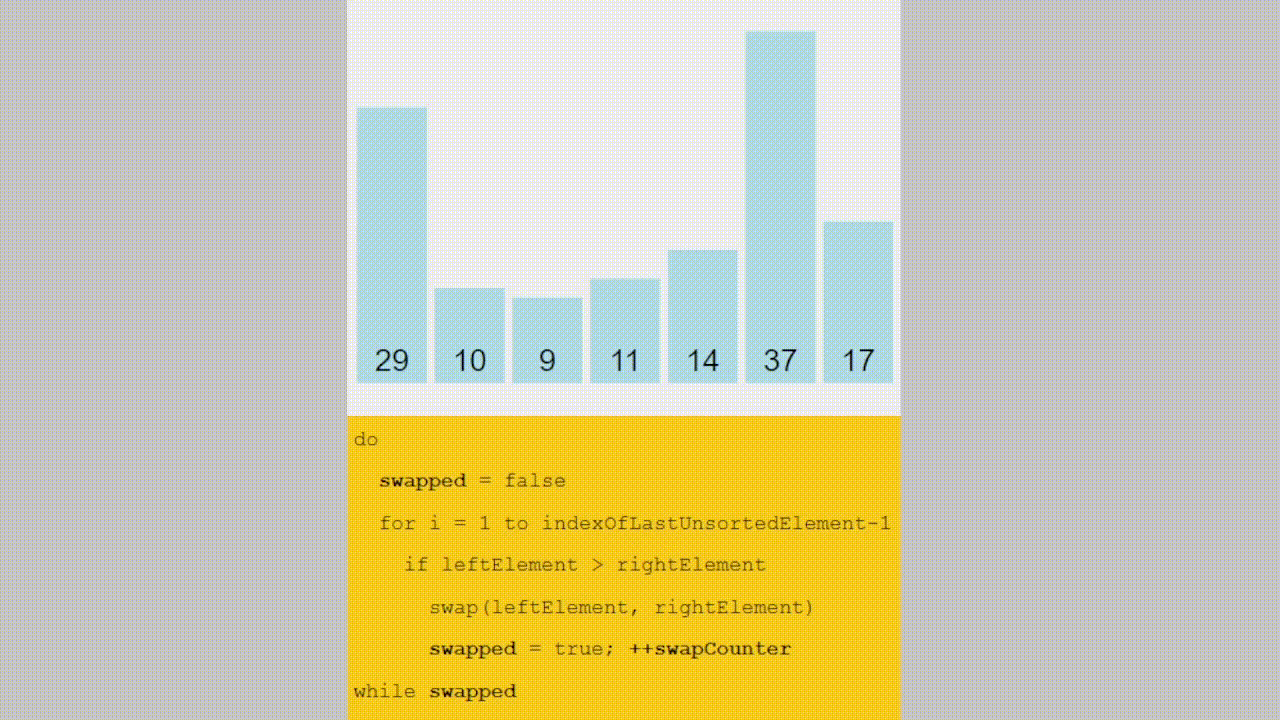 29 10 9 11 14 37 17
do
swapped = false
for i = 1 to indexOfLastUnsortedElement-1
if leftElement > rightElement
swap(leftElement, rightElement)
swapped = true; ++swapCounter
while swapped